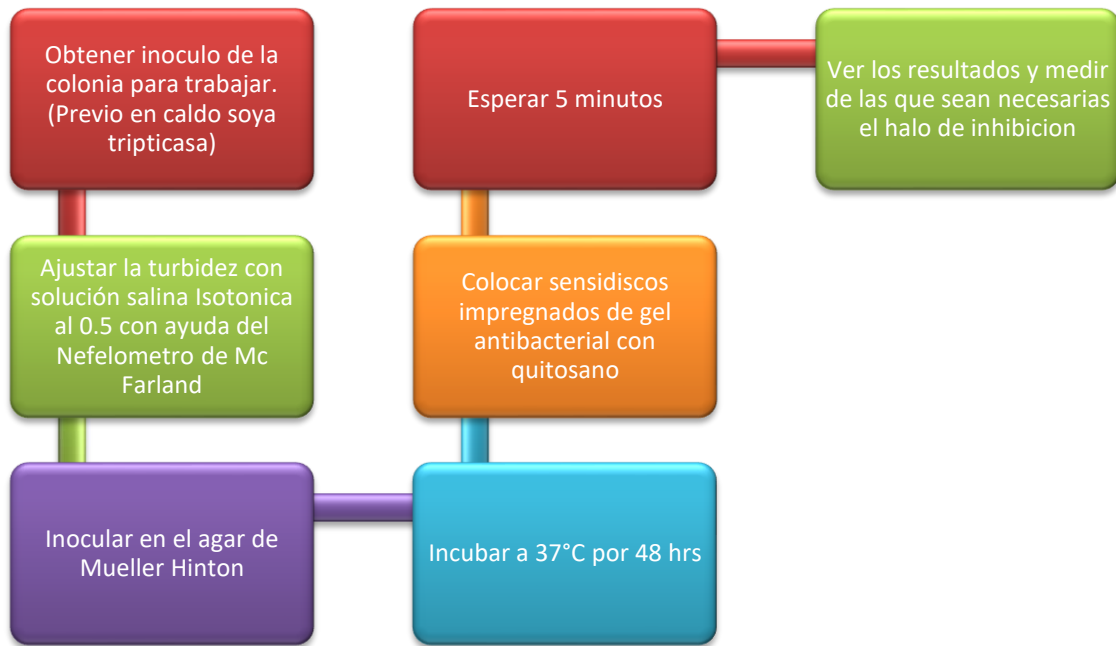 Obtener inoculo de la
colonia para trabajar.
(Previo en caldo soya
tripticasa)
Ajustar la turbidez con
solución salina Isotonica
al 0.5 con ayuda del
Nefelometro de Mc
Farland
Inocular en el agar de
Mueller Hinton
Incubar a 37°C por 48 hrs
Colocar sensidiscos
impregnados de gel
antibacterial con
quitosano
Esperar 5 minutos
Ver los resultados y medir
de las que sean necesarias
el halo de inhibicion